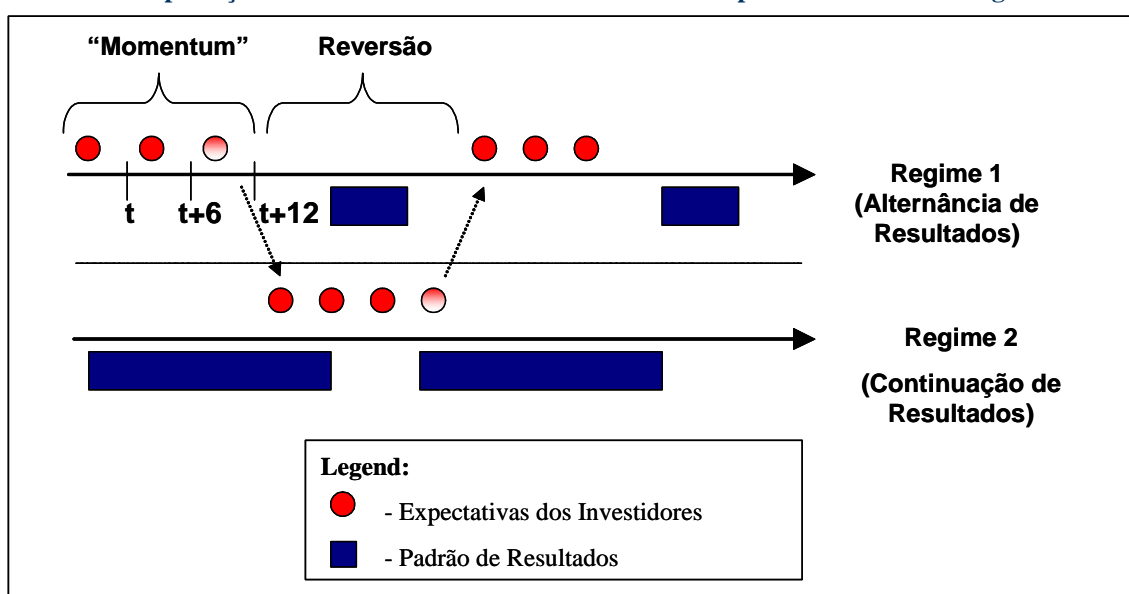 “Momentum”
Reversão
t
t+6
t+12
Regime 1
(Alternância de
Resultados)
Regime 2
(Continuação de
Resultados)
Legend:
- Expectativas dos Investidores
- Padrão de Resultados